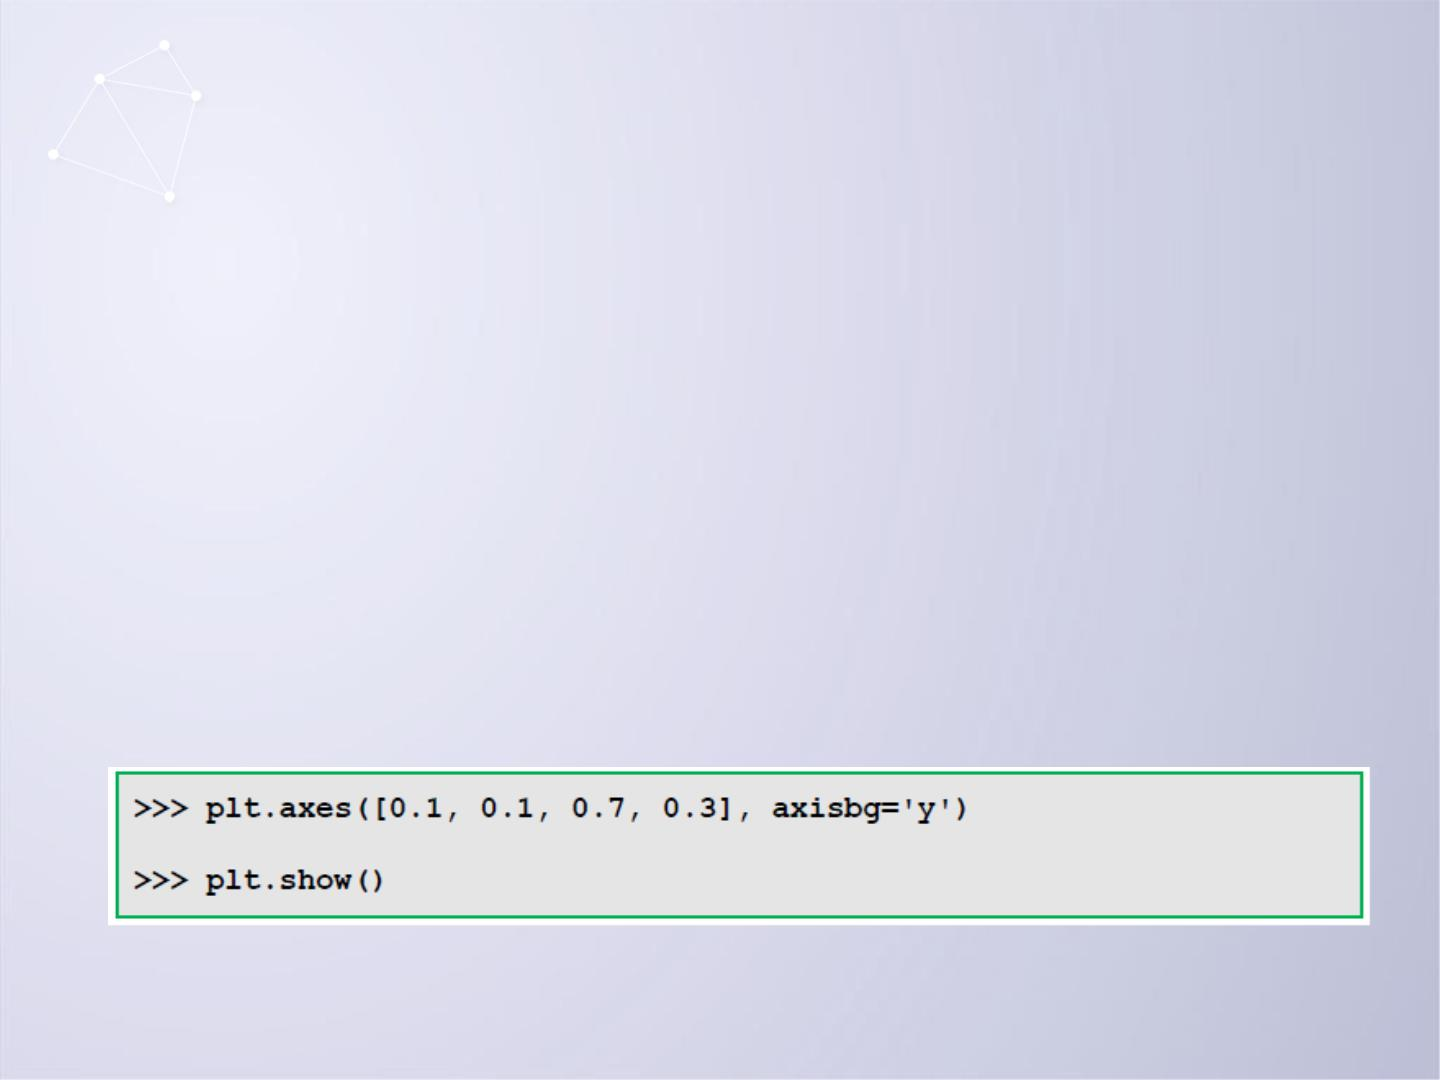 >>> plt.axes([0.1, 0.1, 0.7, 0.3], axisbg='y')
>>> plt.show()